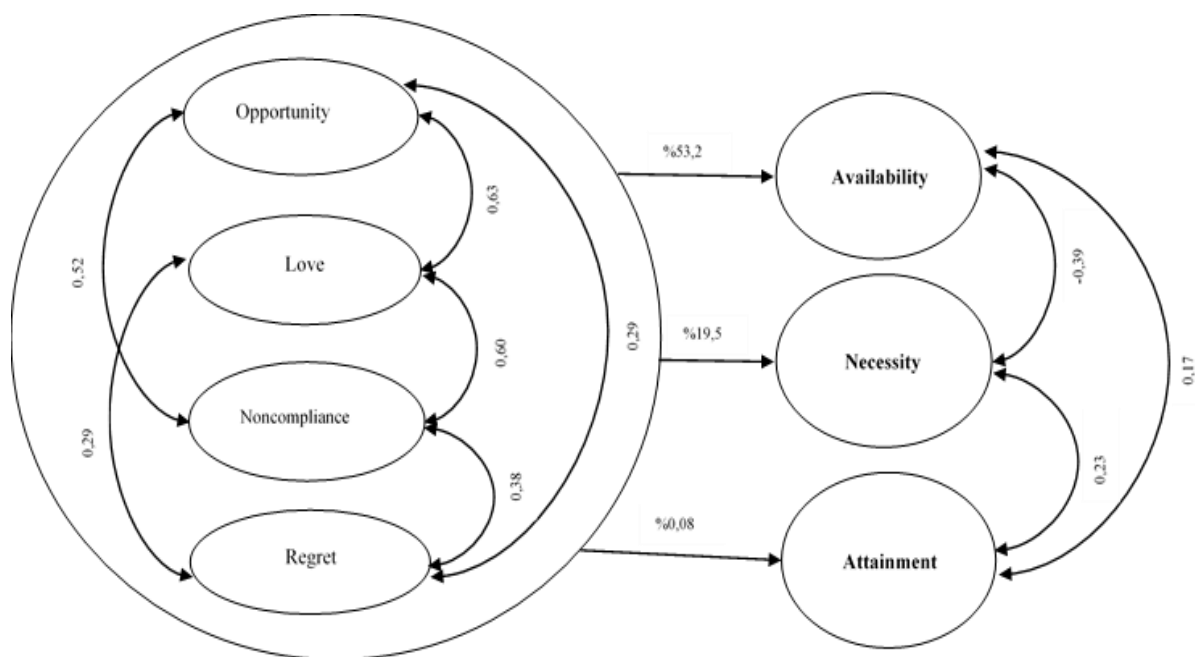 Opportunity
Love
Noncompliance
Regret
0,52
0,29
0,63
0,60
0,38
0,29
%53,2
%19,5
%0,08
Availability
Necessity
Attainment
-0,39
0,23
0,17